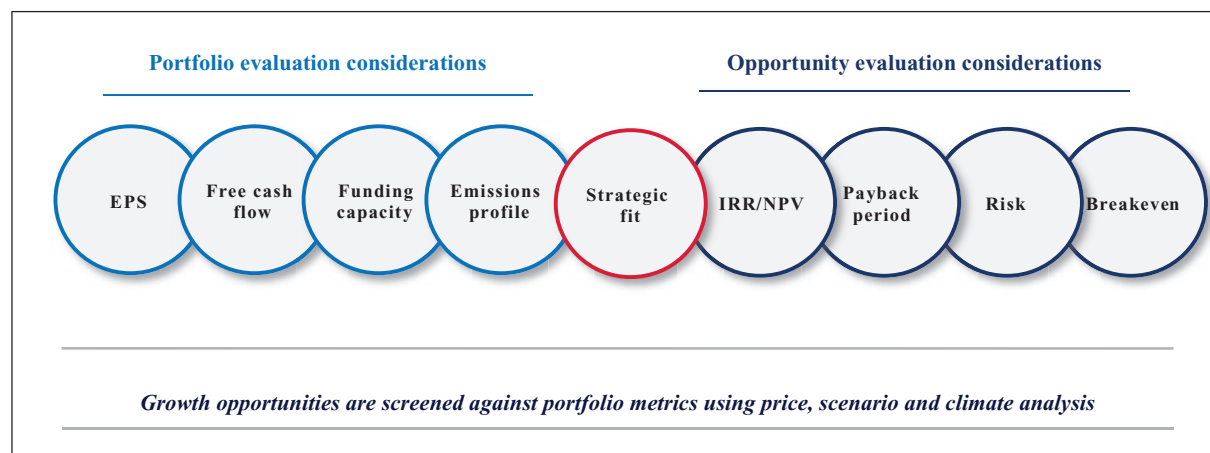 Portfolio evaluation considerations
Opportunity evaluation considerations
EPS
Free cash
flow
Funding
capacity
Emissions
profile
Strategic
fit
IRR/NPV
Payback
period
Risk
Breakeven
Growth opportunities are screened against portfolio metrics using price, scenario and climate analysis